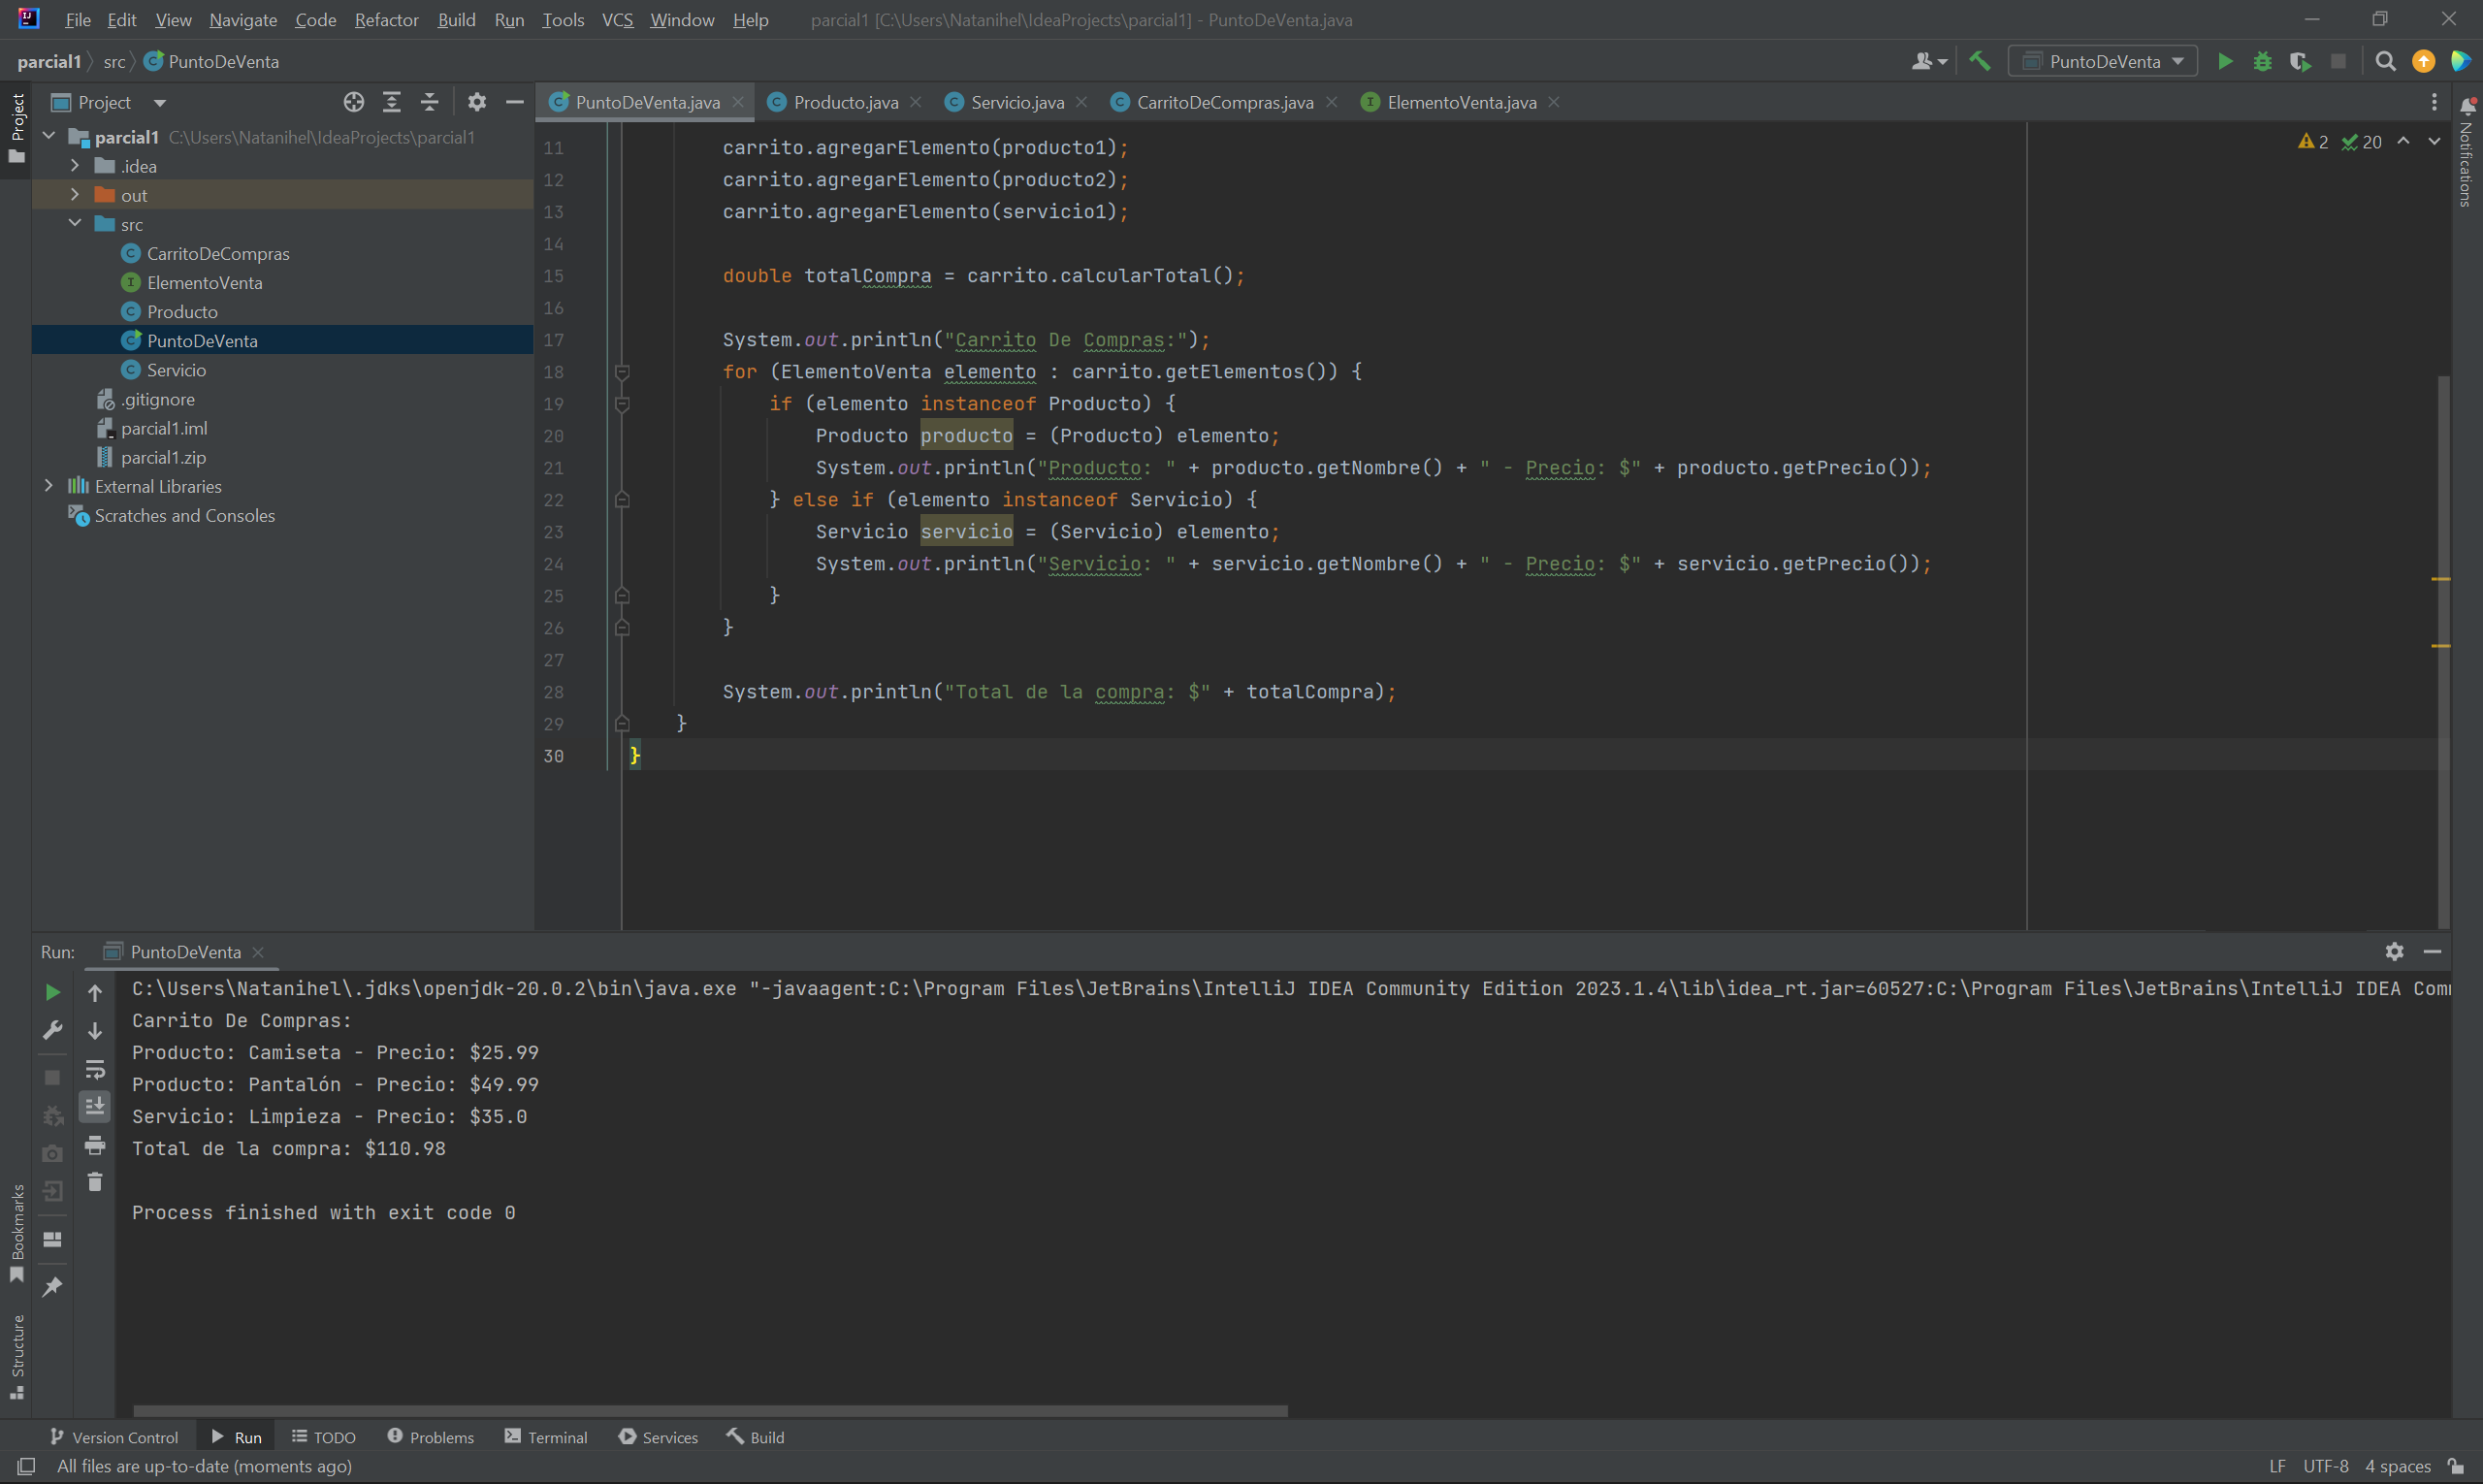 File Edit View Navigate Code Refactor Build Run Tools VCS Window Help parcial1 [C:\Users\Natanihel\IdeaProjects\parcial1] - PuntoDeVenta.java
parcial1 src PuntoDeVenta
PuntoDeVenta
Project
PuntoDeVenta.java Producto.java Servicio.java CarritoDeCompras.java ElementoVenta.java
Project
parcial1 C:\Users\Natanihel\IdeaProjects\parcial1
.idea
out
src
CarritoDeCompras
ElementoVenta
Producto
PuntoDeVenta
Servicio
.gitignore
parcial1.iml
parcial1.zip
External Libraries
Scratches and Consoles
2 20
Notifications
11 carrito.agregarElemento(producto1);
12 carrito.agregarElemento(producto2);
13 carrito.agregarElemento(servicio1);
14
15 double totalCompra = carrito.calcularTotal();
16
17 System.out.println("Carrito De Compras:");
18 for (ElementoVenta elemento : carrito.getElementos()) {
19 if (elemento instanceof Producto) {
20 Producto producto = (Producto) elemento;
21 System.out.println("Producto: " + producto.getNombre() + " - Precio: $" + producto.getPrecio());
22 } else if (elemento instanceof Servicio) {
23 Servicio servicio = (Servicio) elemento;
24 System.out.println("Servicio: " + servicio.getNombre() + " - Precio: $" + servicio.getPrecio());
25 }
26 }
27
28 System.out.println("Total de la compra: $" + totalCompra);
29 }
30 }
Run: PuntoDeVenta
C:\Users\Natanihel\.jdks\openjdk-20.0.2\bin\java.exe "-javaagent:C:\Program Files\JetBrains\IntelliJ IDEA Community Edition 2023.1.4\lib\idea_rt.jar=60527:C:\Program Files\JetBrains\IntelliJ IDEA Com
Carrito De Compras:
Producto: Camiseta - Precio: $25.99
Producto: Pantalón - Precio: $49.99
Servicio: Limpieza - Precio: $35.0
Total de la compra: $110.98
Process finished with exit code 0
Bookmarks
Structure
Version Control Run TODO Problems Terminal Services Build
All files are up-to-date (moments ago)
LF UTF-8 4 spaces